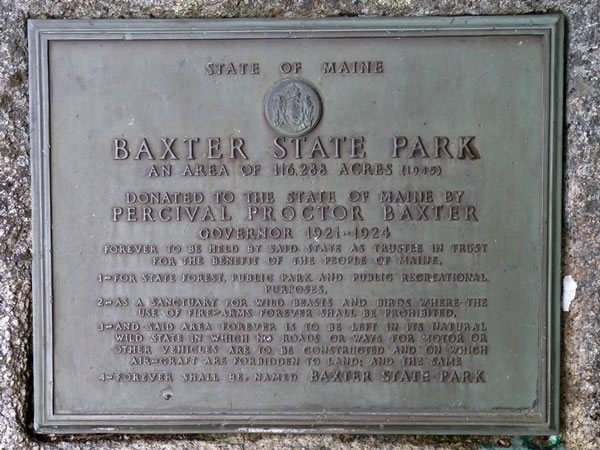 STATE OF MAINE
BAXTER STATE PARK
AN AREA OF 116,288 ACRES (1945)
DONATED TO THE STATE OF MAINE BY
PERCIVAL PROCTOR BAXTER
GOVERNOR 1921-1924
FOREVER TO BE HELD BY SAID STATE AS TRUSTEE IN TRUST
FOR THE BENEFIT OF THE PEOPLE OF MAINE,
1-FOR STATE FOREST, PUBLIC PARK AND PUBLIC RECREATIONAL
PURPOSES,
2-AS A SANCTUARY FOR WILD BEASTS AND BIRDS WHERE THE
USE OF FIRE-ARMS FOREVER SHALL BE PROHIBITED,
3-AND SAID AREA FOREVER IS TO BE LEFT IN ITS NATURAL
WILD STATE IN WHICH NO ROADS OR WAYS FOR MOTOR OR
OTHER VEHICLES ARE TO BE CONSTRUCTED AND ON WHICH
AIR-CRAFT ARE FORBIDDEN TO LAND; AND THE SAME
4-FOREVER SHALL BE NAMED BAXTER STATE PARK